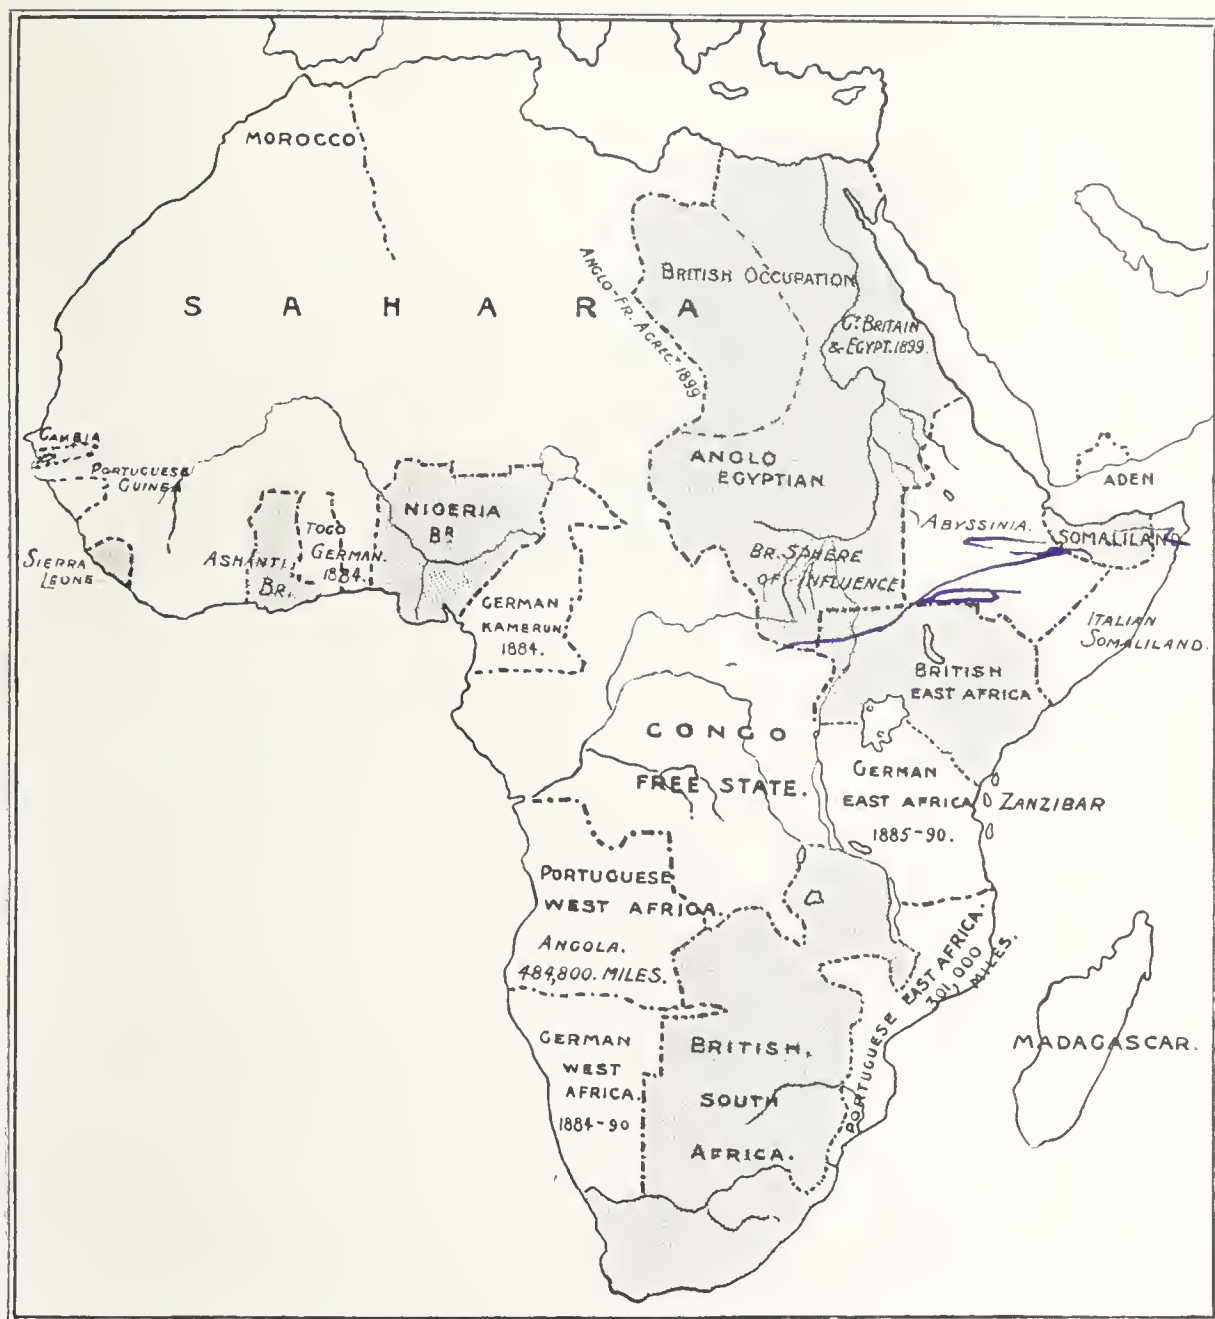 MOROCCO
SAHARA
ANGLO-FR. AGREET. 1899
BRITISH OCCUPATION
GT. BRITAIN
& EGYPT. 1899.
GAMBIA
PORTUGUESE
GUINEA
SIERRA
LEONE
ASHANTI.
BR.
TOGO
GERMAN.
1884.
NIGERIA
BR
GERMAN
KAMERUN
1884.
ANGLO
EGYPTIAN
BR. SPHERE
OF INFLUENCE
ABYSSINIA.
ADEN
SOMALILAND
ITALIAN
SOMALILAND.
BRITISH
EAST AFRICA
CONGO
FREE STATE.
GERMAN
EAST AFRICA
1885-90.
ZANZIBAR
PORTUGUESE
WEST AFRICA.
ANGOLA.
484,800. MILES.
PORTUGUESE EAST AFRICA.
301,000
MILES.
GERMAN
WEST
AFRICA.
1884-90
BRITISH,
SOUTH
AFRICA.
MADAGASCAR.